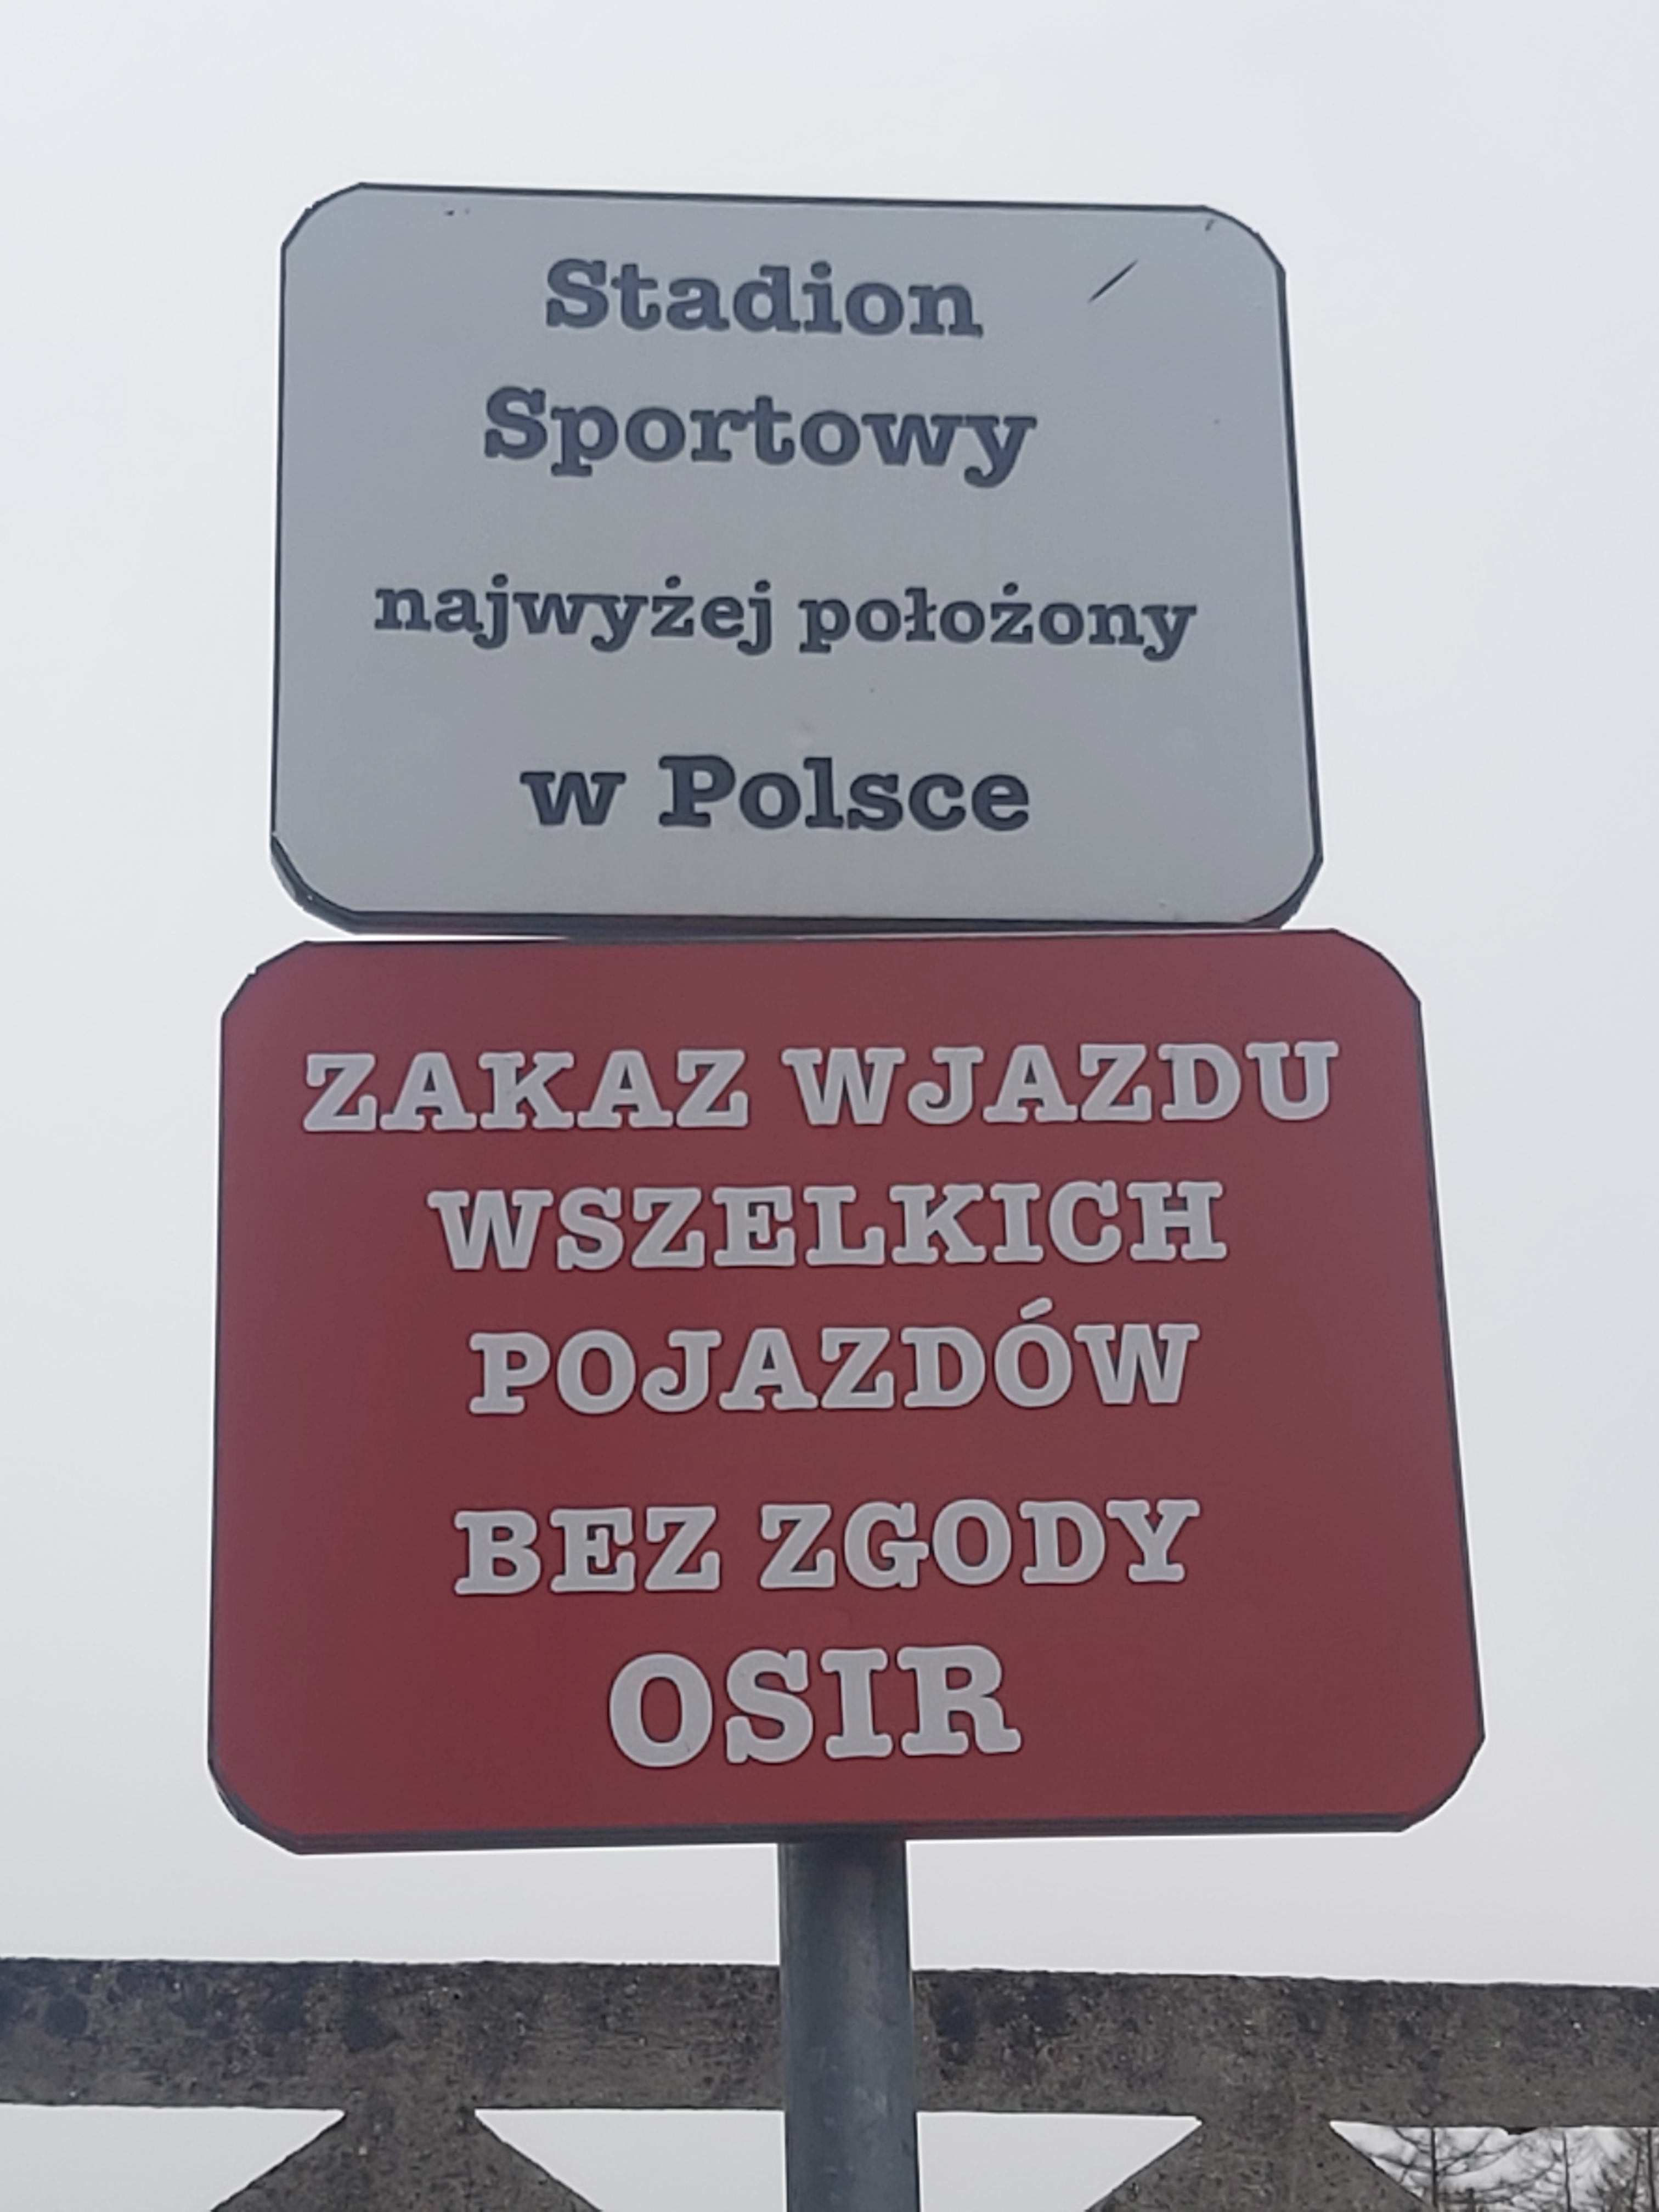 Stadion
Sportowy
najwyżej położony
w Polsce
ZAKAZ WJAZDU
WSZELKICH
POJAZDÓW
BEZ ZGODY
OSIR